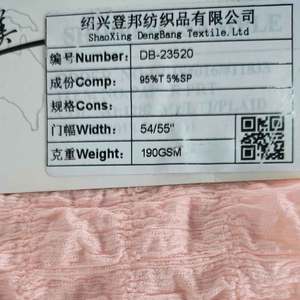 美
绍兴登邦纺织品有限公司
ShaoXing DengBang Textile.Ltd
编号Number: DB-23520
成份Comp: 95%T 5%SP
规格Cons:
门幅Width: 54/55"
克重Weight: 190GSM